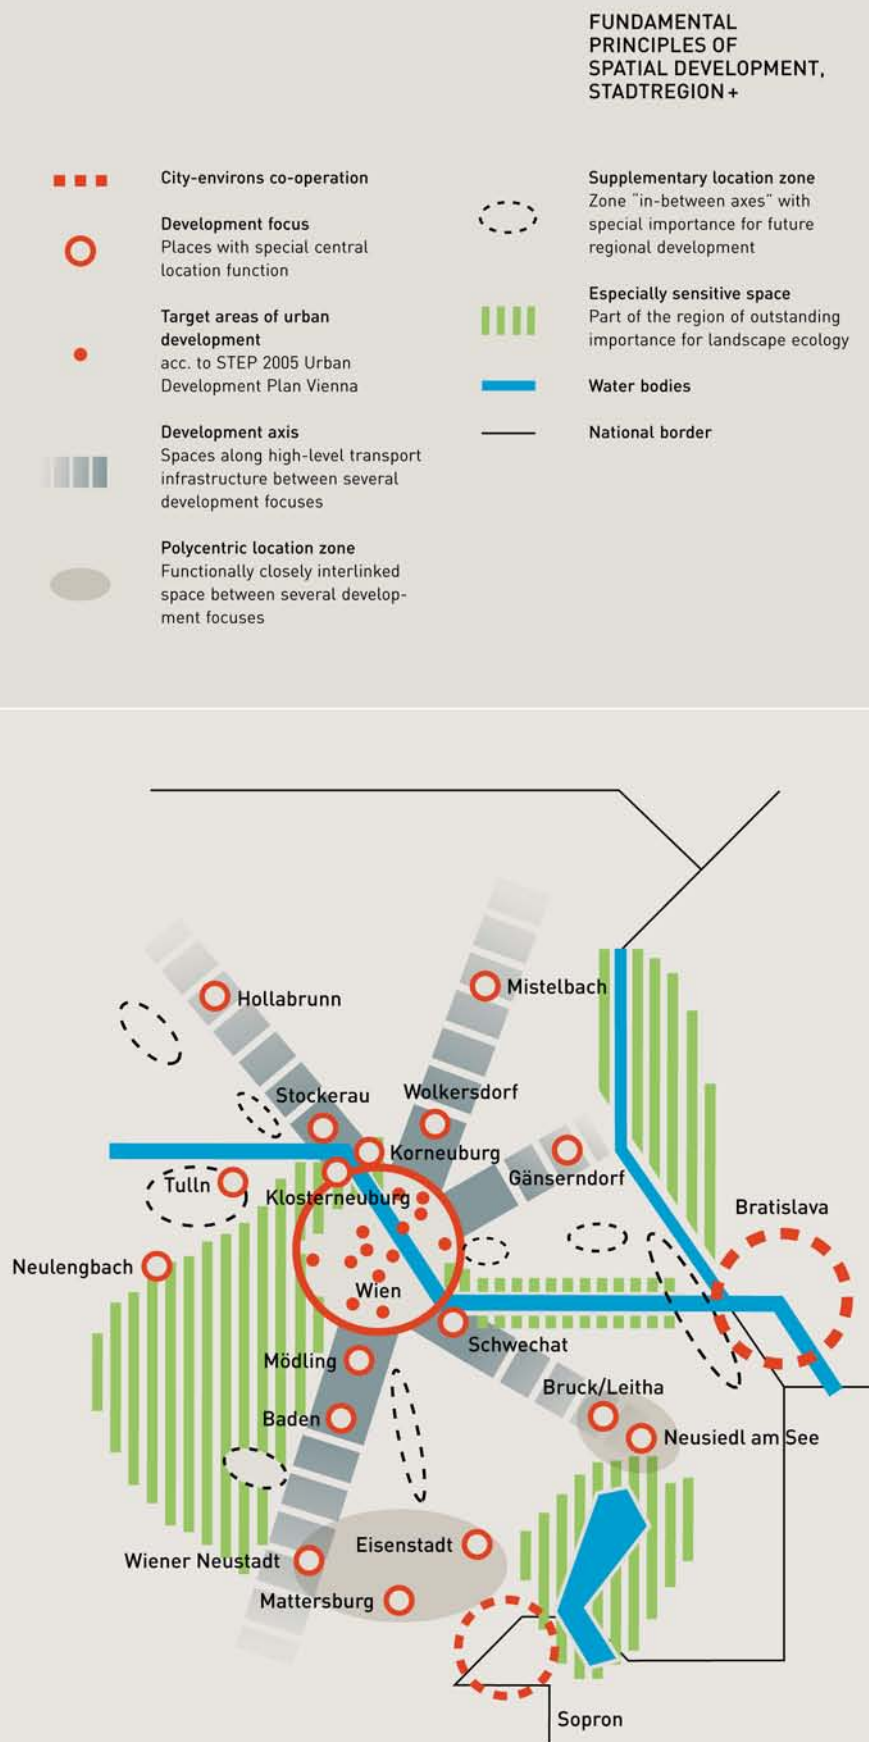 FUNDAMENTAL
PRINCIPLES OF
SPATIAL DEVELOPMENT,
STADTREGION+
City-environs co-operation
Development focus
Places with special central
location function
Target areas of urban
development
acc. to STEP 2005 Urban
Development Plan Vienna
Development axis
Spaces along high-level transport
infrastructure between several
development focuses
Polycentric location zone
Functionally closely interlinked
space between several develop-
ment focuses
Supplementary location zone
Zone "in-between axes" with
special importance for future
regional development
Especially sensitive space
Part of the region of outstanding
importance for landscape ecology
Water bodies
National border
Mistelbach
Hollabrunn
Stockerau
Wolkersdorf
Korneuburg
Gänserndorf
Tulln
Klosterneuburg
Bratislava
Neulengbach
Wien
Schwechat
Mödling
Bruck/Leitha
Baden
Neusiedl am See
Eisenstadt
Wiener Neustadt
Mattersburg
Sopron